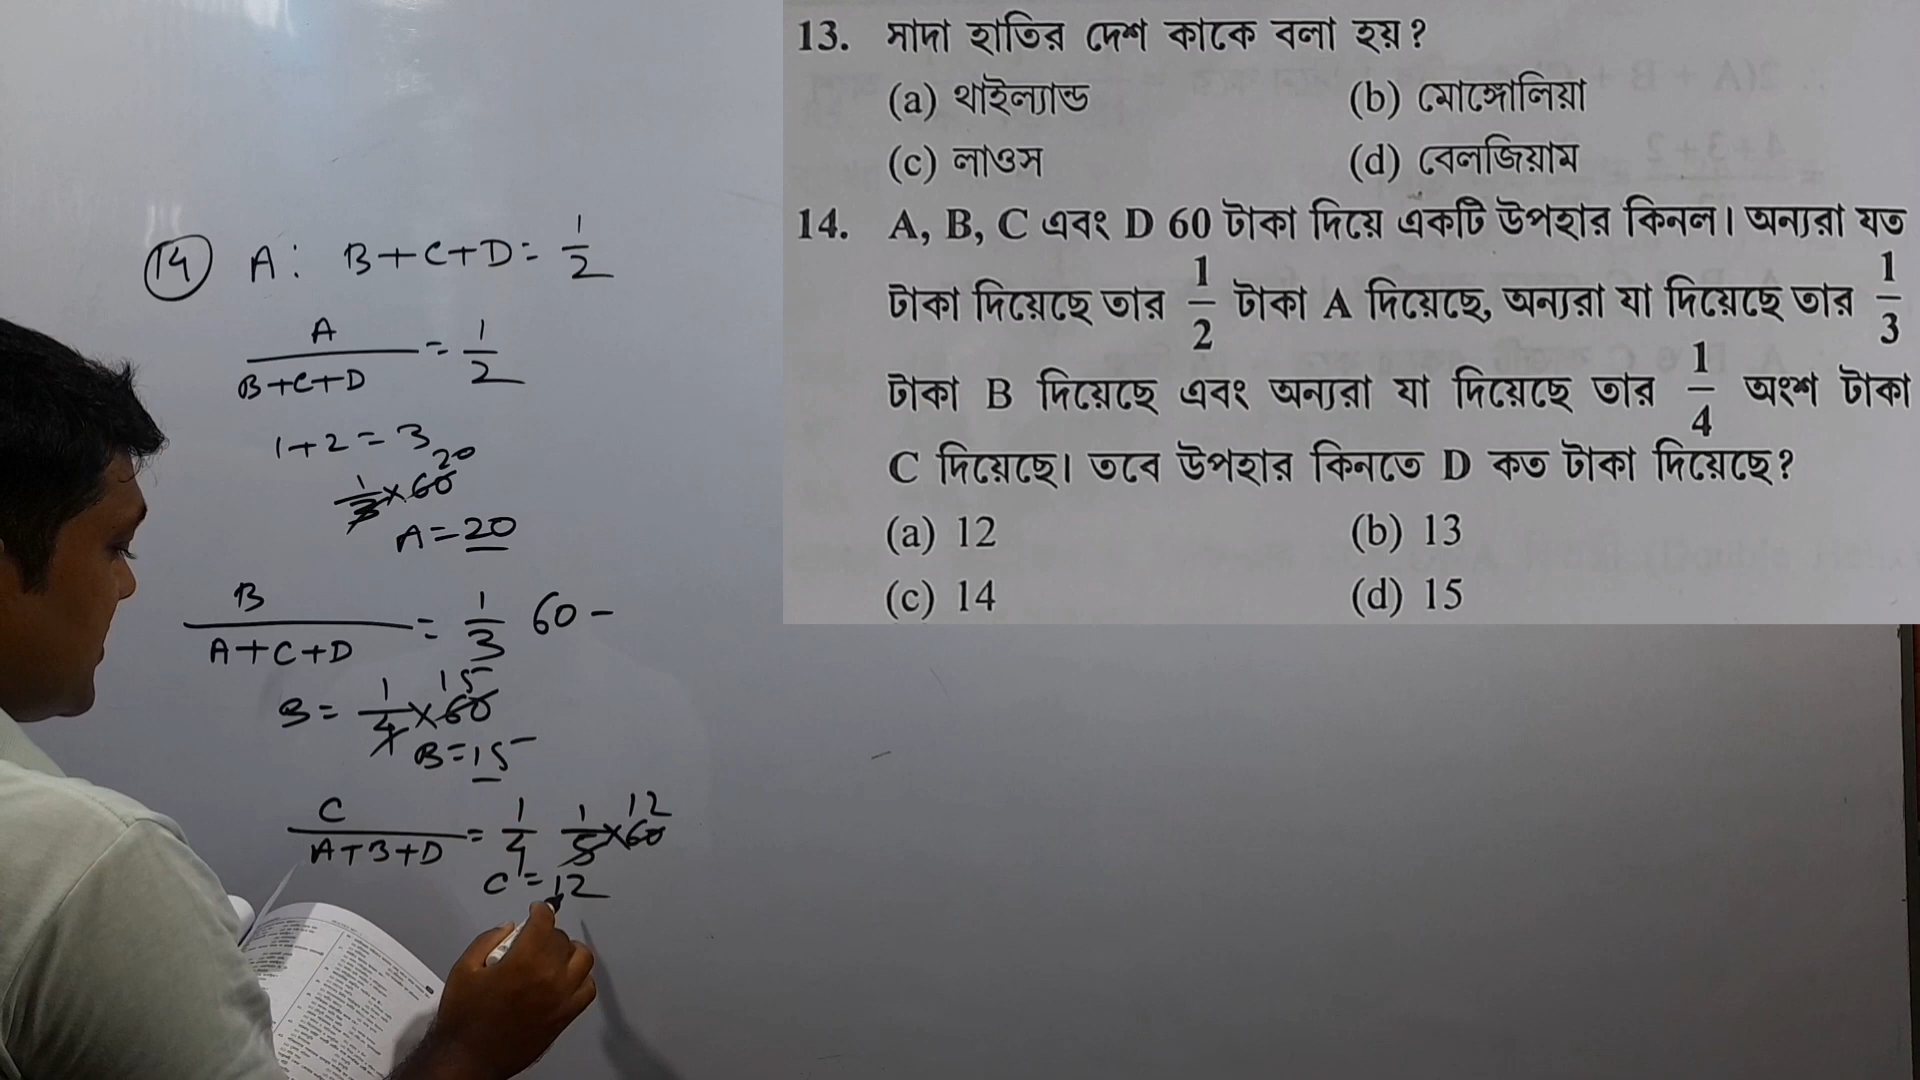 13. সাদা হাতির দেশ কাকে বলা হয়?
(a) থাইল্যান্ড (b) মোঙ্গোলিয়া
(c) লাওস (d) বেলজিয়াম
14. A, B, C এবং D 60 টাকা দিয়ে একটি উপহার কিনল। অন্যরা যত
টাকা দিয়েছে তার 1/2 টাকা A দিয়েছে, অন্যরা যা দিয়েছে তার 1/3
টাকা B দিয়েছে এবং অন্যরা যা দিয়েছে তার 1/4 অংশ টাকা
C দিয়েছে। তবে উপহার কিনতে D কত টাকা দিয়েছে?
(a) 12 (b) 13
(c) 14 (d) 15
14 A : B+C+D = 1/2
A/(B+C+D) = 1/2
1+2=3
1/3×60 20
A=20
B/(A+C+D) = 1/3 60 –
B= 1/4×60 15
B=15
C/(A+B+D) = 1/4 1/5×60 12
C=12